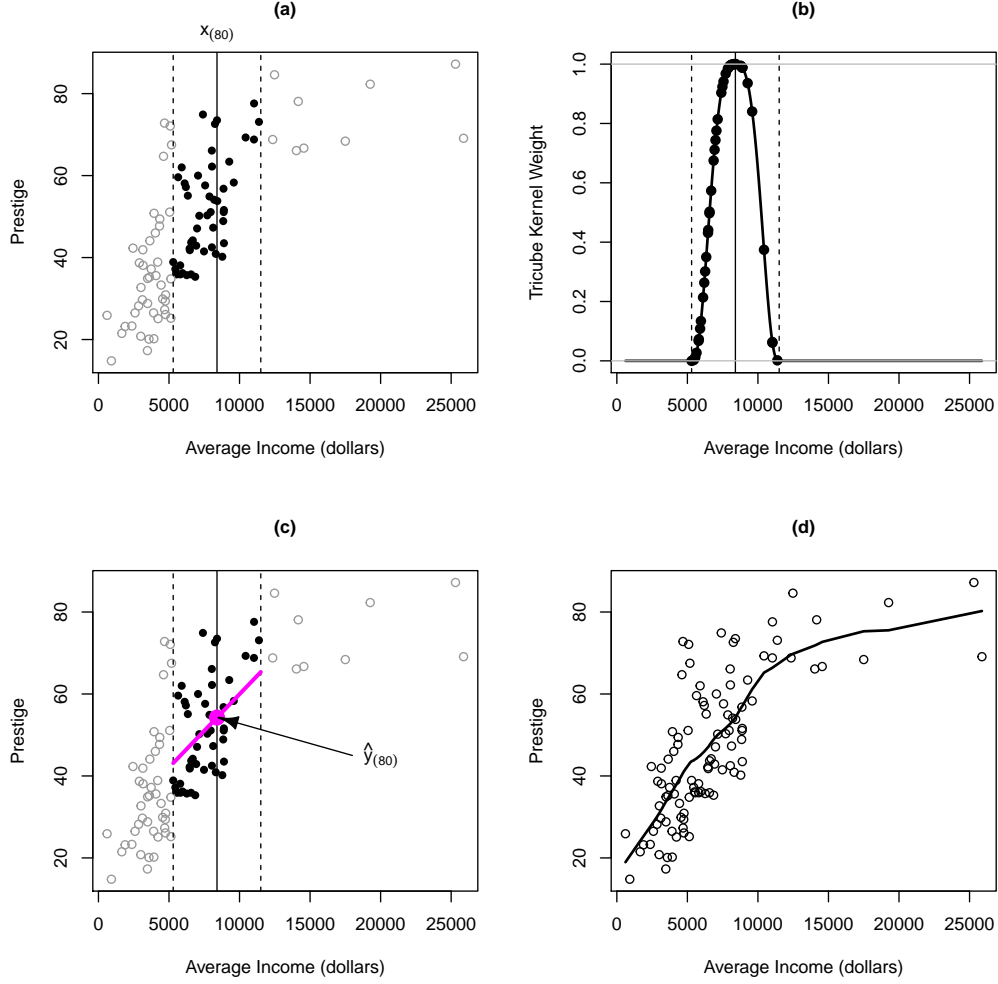 (a)
x(80)
Prestige
80
60
40
20
0 5000 10000 15000 20000 25000
Average Income (dollars)
(b)
Tricube Kernel Weight
1.0
0.8
0.6
0.4
0.2
0.0
0 5000 10000 15000 20000 25000
Average Income (dollars)
(c)
Prestige
80
60
40
20
ŷ(80)
0 5000 10000 15000 20000 25000
Average Income (dollars)
(d)
Prestige
80
60
40
20
0 5000 10000 15000 20000 25000
Average Income (dollars)